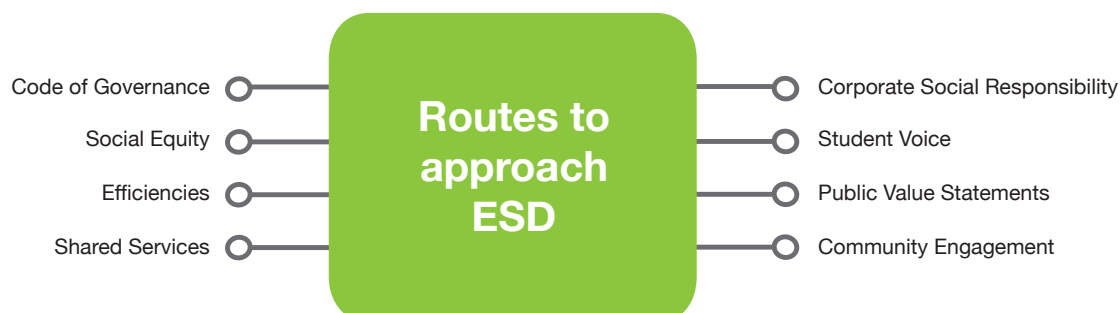 Code of Governance
Social Equity
Efficiencies
Shared Services
Routes to
approach
ESD
Corporate Social Responsibility
Student Voice
Public Value Statements
Community Engagement